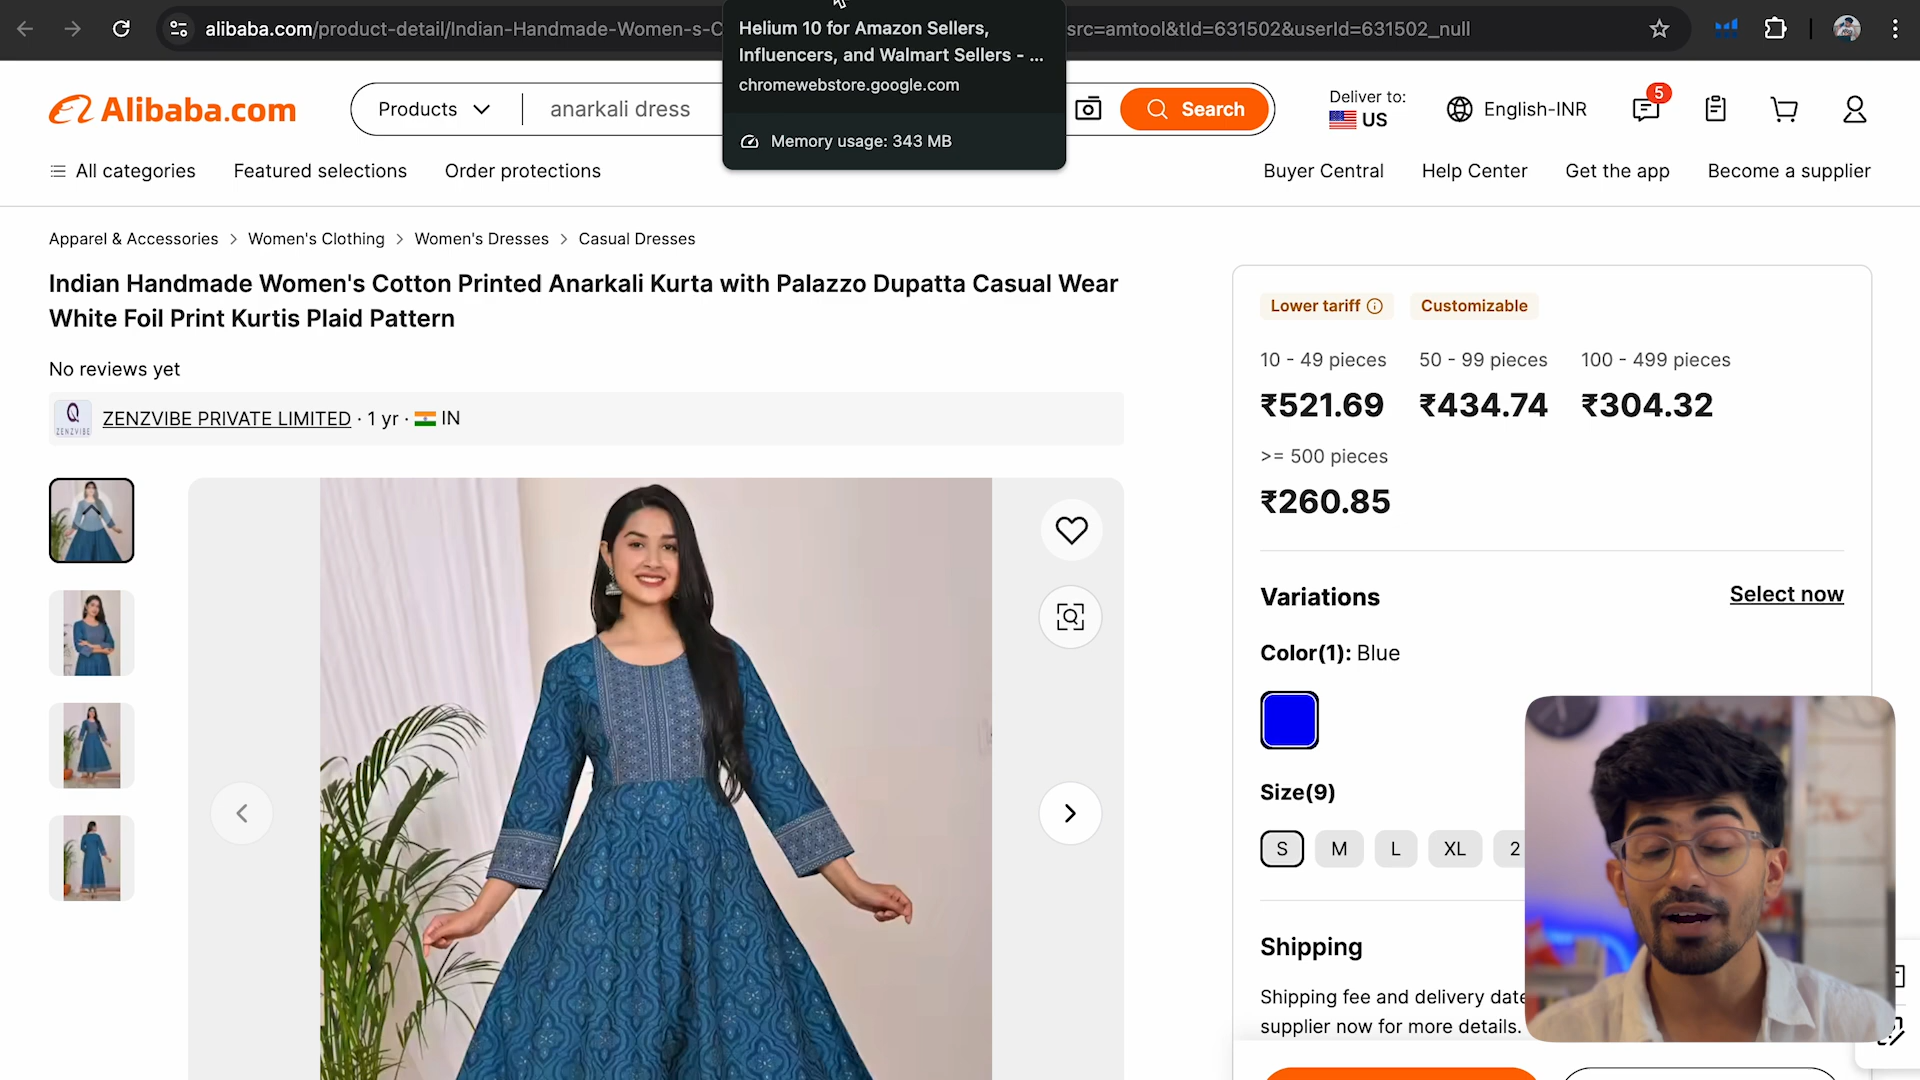 alibaba.com/product-detail/Indian-Handmade-Women-s-C
src=amtool&tId=631502&userId=631502_null
Helium 10 for Amazon Sellers,
Influencers, and Walmart Sellers - ...
chromewebstore.google.com
Memory usage: 343 MB
Alibaba.com
Products
anarkali dress
Search
Deliver to:
US
English-INR
5
All categories
Featured selections
Order protections
Buyer Central
Help Center
Get the app
Become a supplier
Apparel & Accessories > Women's Clothing > Women's Dresses > Casual Dresses
Indian Handmade Women's Cotton Printed Anarkali Kurta with Palazzo Dupatta Casual Wear
White Foil Print Kurtis Plaid Pattern
No reviews yet
Q
ZENZVIBE
ZENZVIBE PRIVATE LIMITED · 1 yr · IN
Lower tariff
Customizable
10 - 49 pieces
50 - 99 pieces
100 - 499 pieces
₹521.69
₹434.74
₹304.32
>= 500 pieces
₹260.85
Variations
Select now
Color(1): Blue
Size(9)
S
M
L
XL
2
Shipping
Shipping fee and delivery date
supplier now for more details.